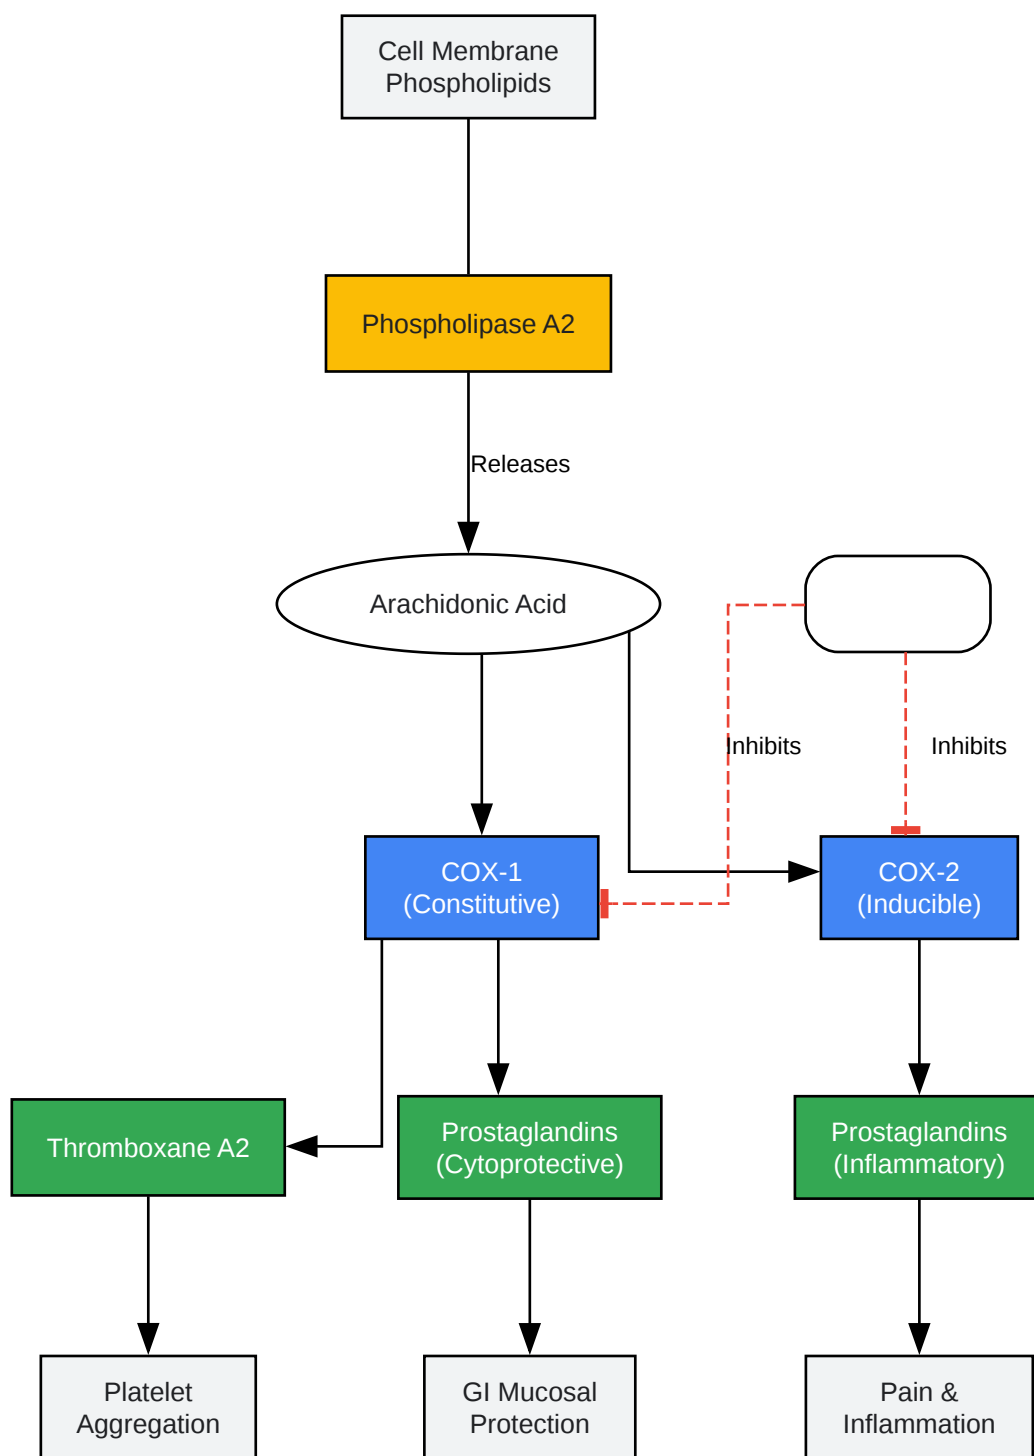 Cell Membrane
Phospholipids
Phospholipase A2
Releases
Arachidonic Acid
Inhibits
Inhibits
COX-1
(Constitutive)
COX-2
(Inducible)
Thromboxane A2
Prostaglandins
(Cytoprotective)
Prostaglandins
(Inflammatory)
Platelet
Aggregation
GI Mucosal
Protection
Pain &
Inflammation